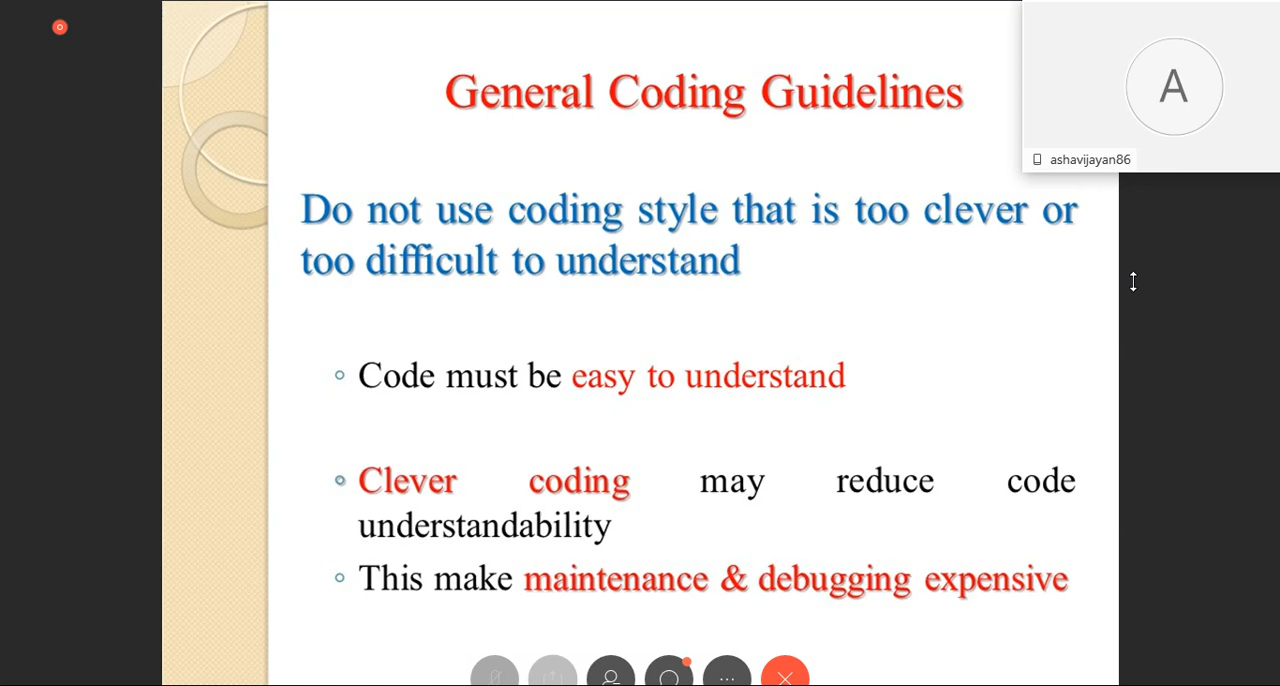 General Coding Guidelines
A
ashavijayan86
Do not use coding style that is too clever or
too difficult to understand
Code must be easy to understand
Clever coding may reduce code
understandability
This make maintenance & debugging expensive